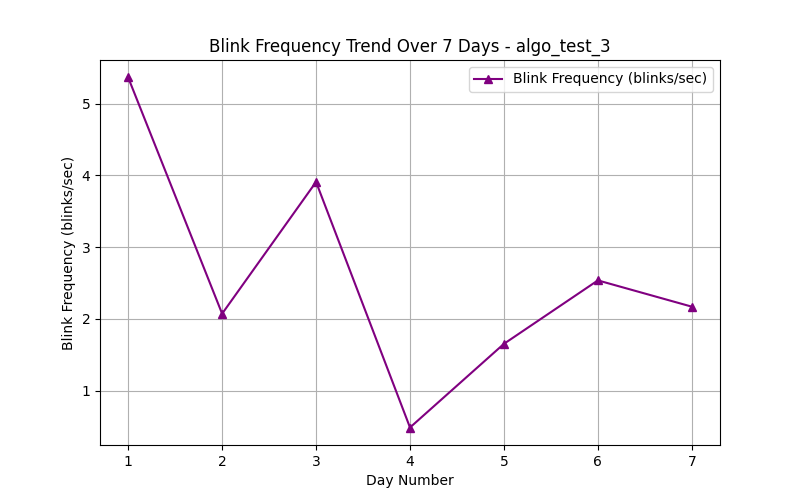 Blink Frequency Trend Over 7 Days - algo_test_3
Blink Frequency (blinks/sec)
Blink Frequency (blinks/sec)
5
4
3
2
1
1 2 3 4 5 6 7
Day Number